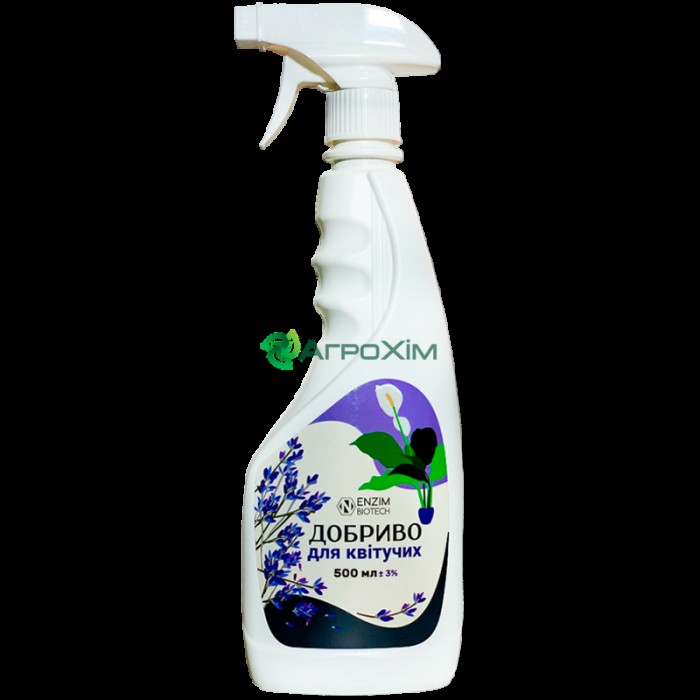 АГРОХІМ
ENZIM
BIOTECH
ДОБРИВО
для квітучих
500 мл ± 3%